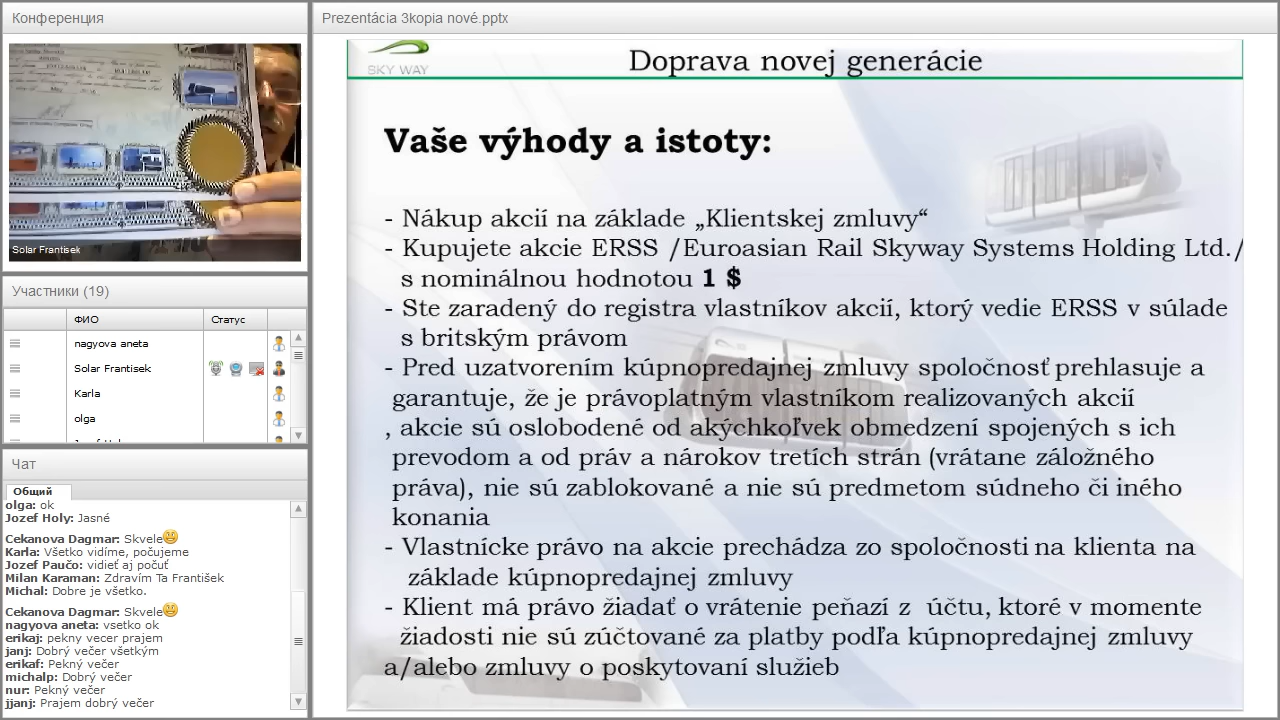 Конференция
Solar Frantisek
Участники (19)
ФИО
Статус
nagyova aneta
Solar Frantisek
Karla
olga
Чат
Общий
olga: ok
Jozef Holy: Jasné
Cekanova Dagmar: Skvele
Karla: Všetko vidíme, počujeme
Jozef Paučo: vidieť aj počuť
Milan Karaman: Zdravím Ta František
Michal: Dobre je všetko.
Cekanova Dagmar: Skvele
nagyova aneta: vsetko ok
erikaj: pekny vecer prajem
janj: Dobrý večer všetkým
erikaf: Pekný večer
michalp: Dobrý večer
nur: Pekný večer
jjanj: Prajem dobrý večer
Prezentácia 3kopia nové.pptx
SKY WAY
Doprava novej generácie
Vaše výhody a istoty:
- Nákup akcií na základe „Klientskej zmluvy“
- Kupujete akcie ERSS /Euroasian Rail Skyway Systems Holding Ltd./
s nominálnou hodnotou 1 $
- Ste zaradený do registra vlastníkov akcií, ktorý vedie ERSS v súlade
s britským právom
- Pred uzatvorením kúpnopredajnej zmluvy spoločnosť prehlasuje a
garantuje, že je právoplatným vlastníkom realizovaných akcií
, akcie sú oslobodené od akýchkoľvek obmedzení spojených s ich
prevodom a od práv a nárokov tretích strán (vrátane záložného
práva), nie sú zablokované a nie sú predmetom súdneho či iného
konania
- Vlastnícke právo na akcie prechádza zo spoločnosti na klienta na
základe kúpnopredajnej zmluvy
- Klient má právo žiadať o vrátenie peňazí z účtu, ktoré v momente
žiadosti nie sú zúčtované za platby podľa kúpnopredajnej zmluvy
a/alebo zmluvy o poskytovaní služieb